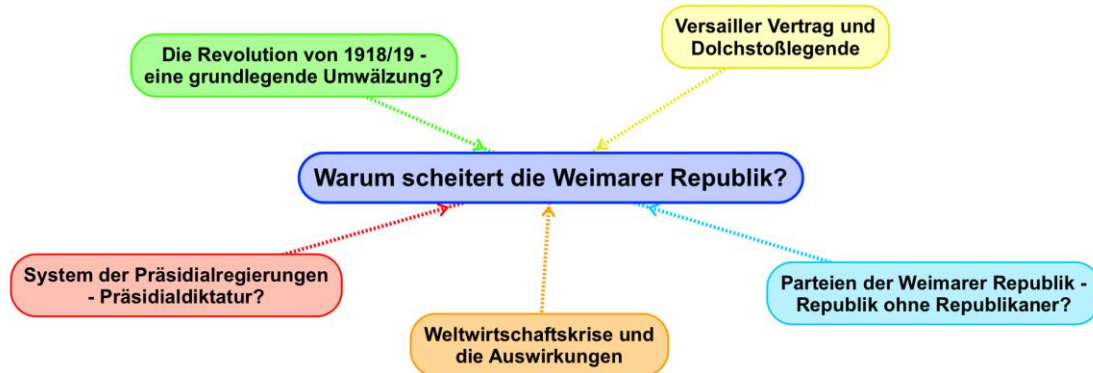 Die Revolution von 1918/19 -
eine grundlegende Umwälzung?
Versailler Vertrag und
Dolchstoßlegende
Warum scheitert die Weimarer Republik?
System der Präsidialregierungen
- Präsidialdiktatur?
Weltwirtschaftskrise und
die Auswirkungen
Parteien der Weimarer Republik -
Republik ohne Republikaner?